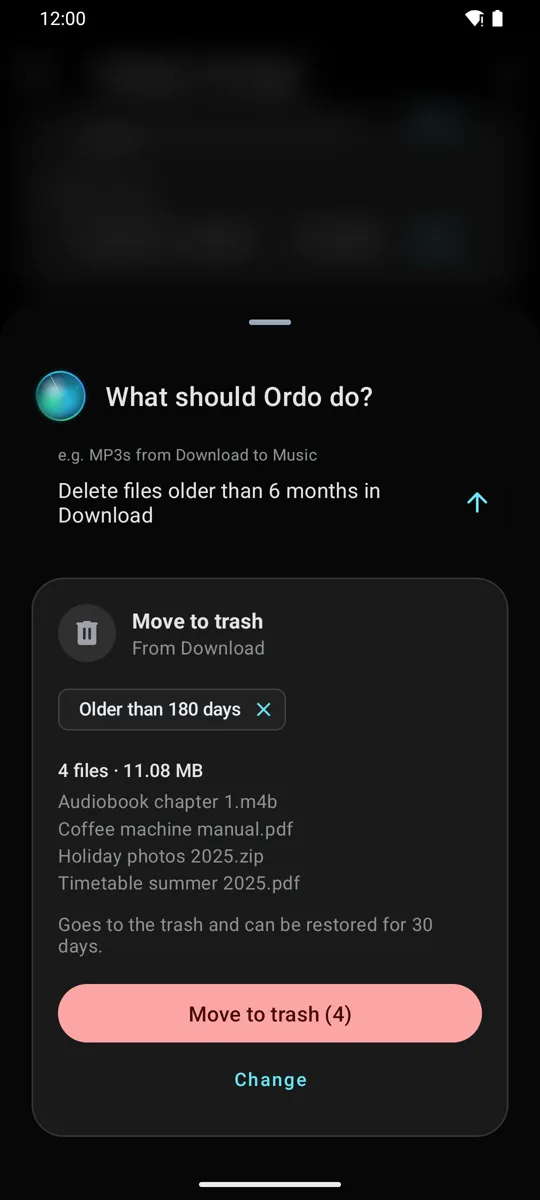 12:00
What should Ordo do?
e.g. MP3s from Download to Music
Delete files older than 6 months in
Download
Move to trash
From Download
Older than 180 days
4 files · 11.08 MB
Audiobook chapter 1.m4b
Coffee machine manual.pdf
Holiday photos 2025.zip
Timetable summer 2025.pdf
Goes to the trash and can be restored for 30
days.
Move to trash (4)
Change